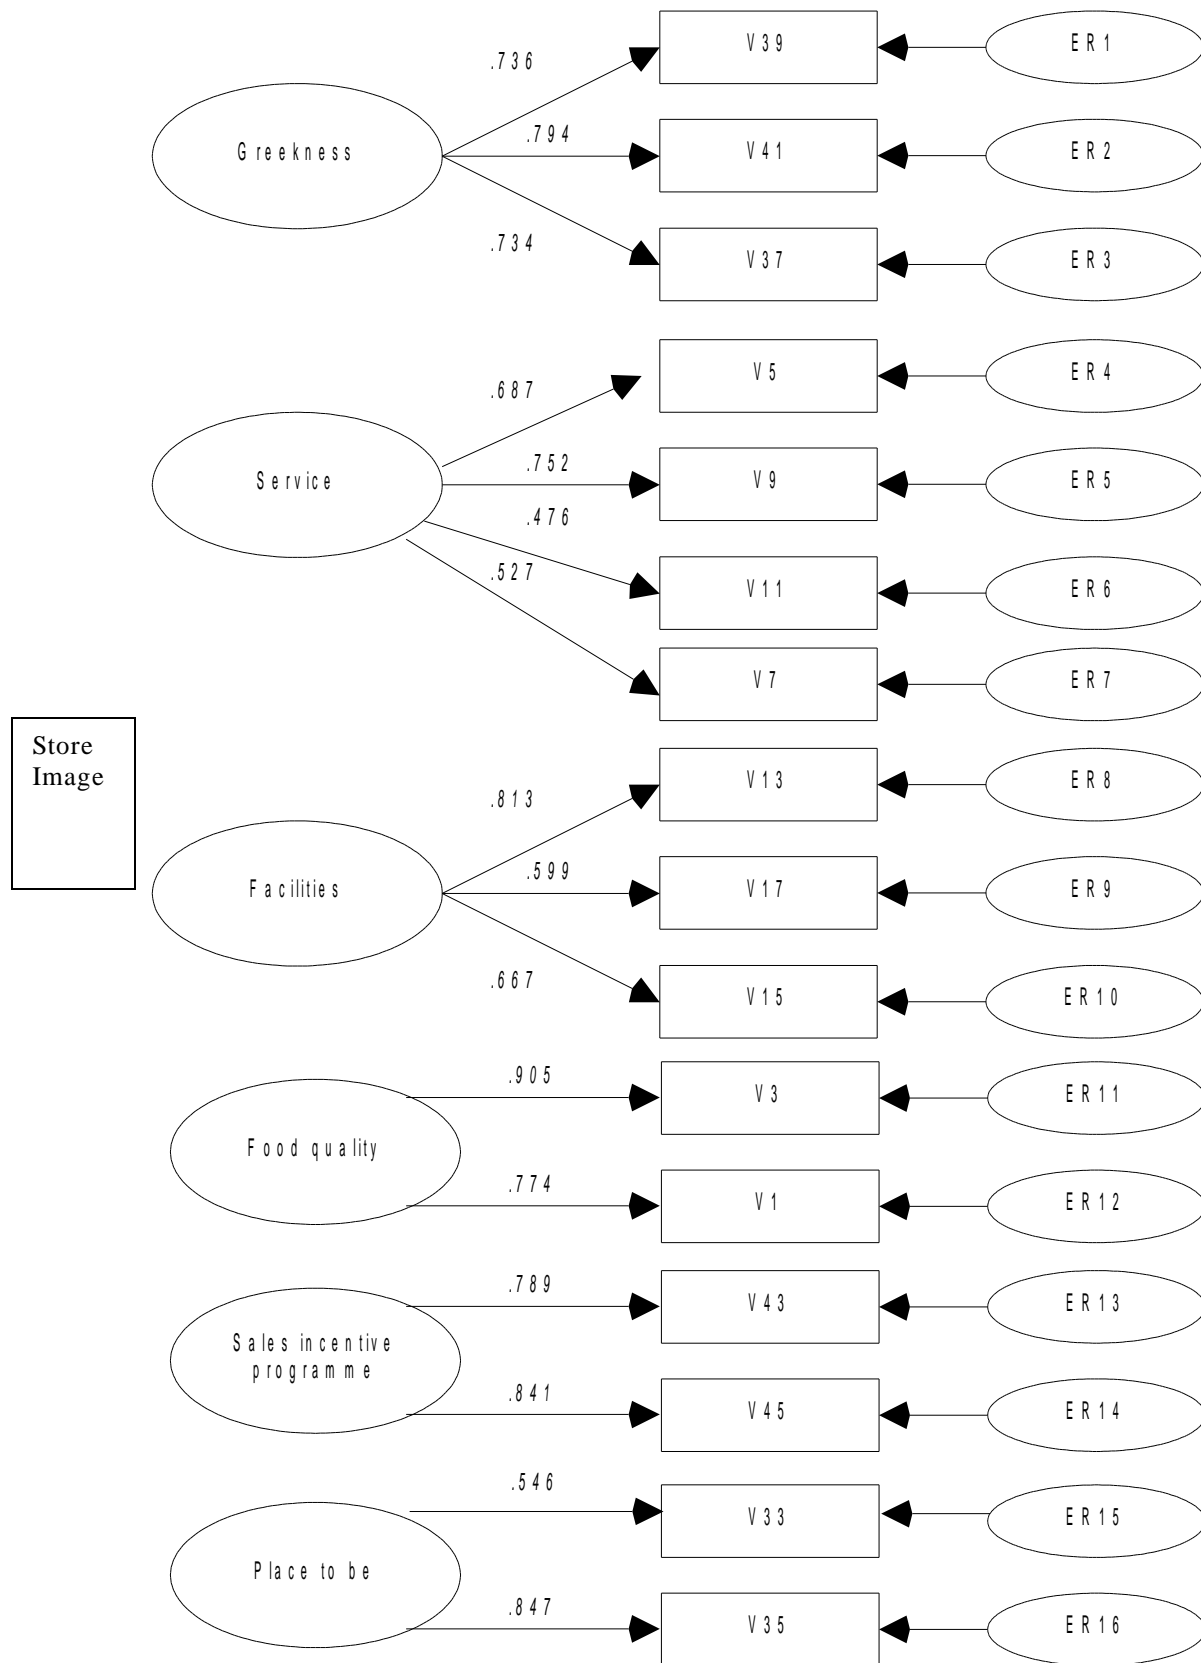 V39
ER1
.736
Greekness
.794
V41
ER2
.734
V37
ER3
.687
V5
ER4
Service
.752
V9
ER5
.476
.527
V11
ER6
V7
ER7
Store
Image
.813
V13
ER8
Facilities
.599
V17
ER9
.667
V15
ER10
.905
V3
ER11
Food quality
.774
V1
ER12
.789
V43
ER13
Sales incentive
programme
.841
V45
ER14
.546
V33
ER15
Place to be
.847
V35
ER16